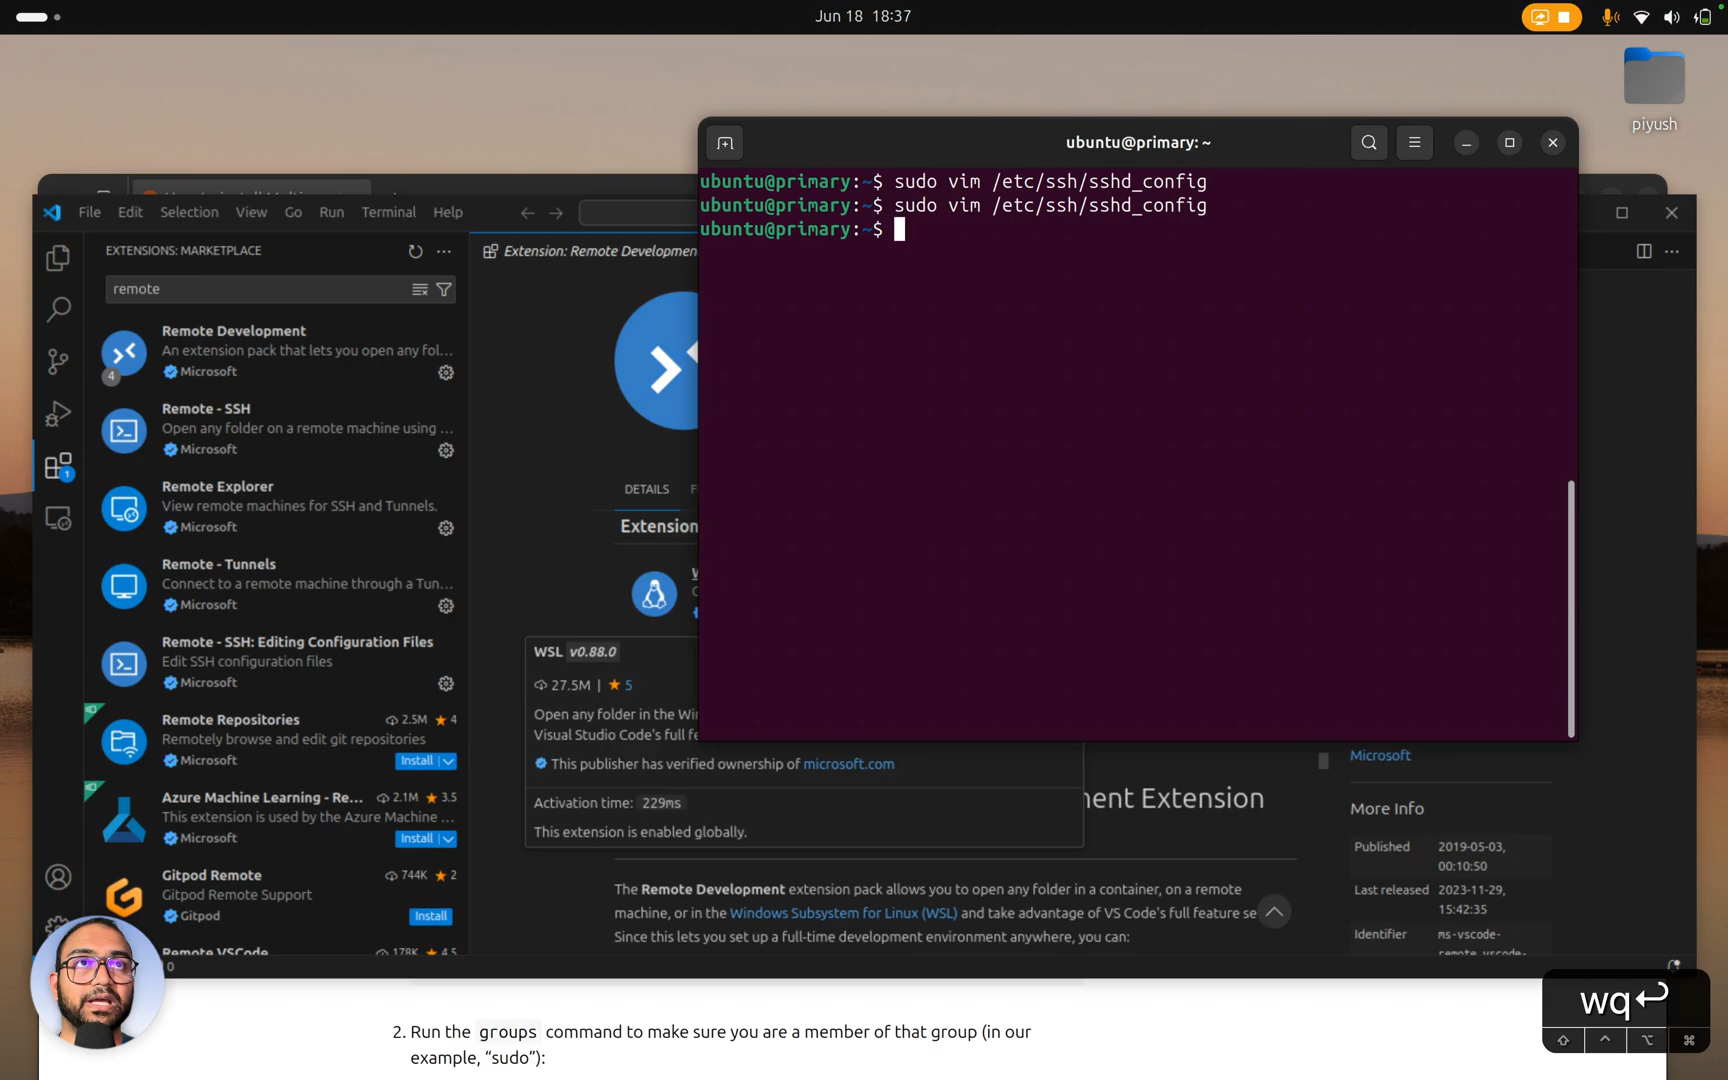 Jun 18 18:37
piyush
ubuntu@primary: ~
ubuntu@primary:~$ sudo vim /etc/ssh/sshd_config
ubuntu@primary:~$ sudo vim /etc/ssh/sshd_config
ubuntu@primary:~$
File Edit Selection View Go Run Terminal Help
EXTENSIONS: MARKETPLACE
remote
Remote Development
An extension pack that lets you open any fol...
Microsoft
4
Remote - SSH
Open any folder on a remote machine using ...
Microsoft
Remote Explorer
View remote machines for SSH and Tunnels.
Microsoft
1
Remote - Tunnels
Connect to a remote machine through a Tun...
Microsoft
Remote - SSH: Editing Configuration Files
Edit SSH configuration files
Microsoft
Remote Repositories 2.5M 4
Remotely browse and edit git repositories
Microsoft Install
Azure Machine Learning - Re... 2.1M 3.5
This extension is used by the Azure Machine ...
Microsoft Install
Gitpod Remote 744K 2
Gitpod Remote Support
Gitpod Install
Remote VSCode 178K 4.5
0
Extension: Remote Developmen
DETAILS F
Extension
WSL v0.88.0
27.5M | 5
Open any folder in the Wi
Visual Studio Code's full fe
This publisher has verified ownership of microsoft.com
Activation time: 229ms
This extension is enabled globally.
ment Extension
The Remote Development extension pack allows you to open any folder in a container, on a remote
machine, or in the Windows Subsystem for Linux (WSL) and take advantage of VS Code's full feature se
Since this lets you set up a full-time development environment anywhere, you can:
Microsoft
More Info
Published 2019-05-03,
00:10:50
Last released 2023-11-29,
15:42:35
Identifier ms-vscode-
remote.vscode-
2. Run the groups command to make sure you are a member of that group (in our
example, “sudo”):
wq